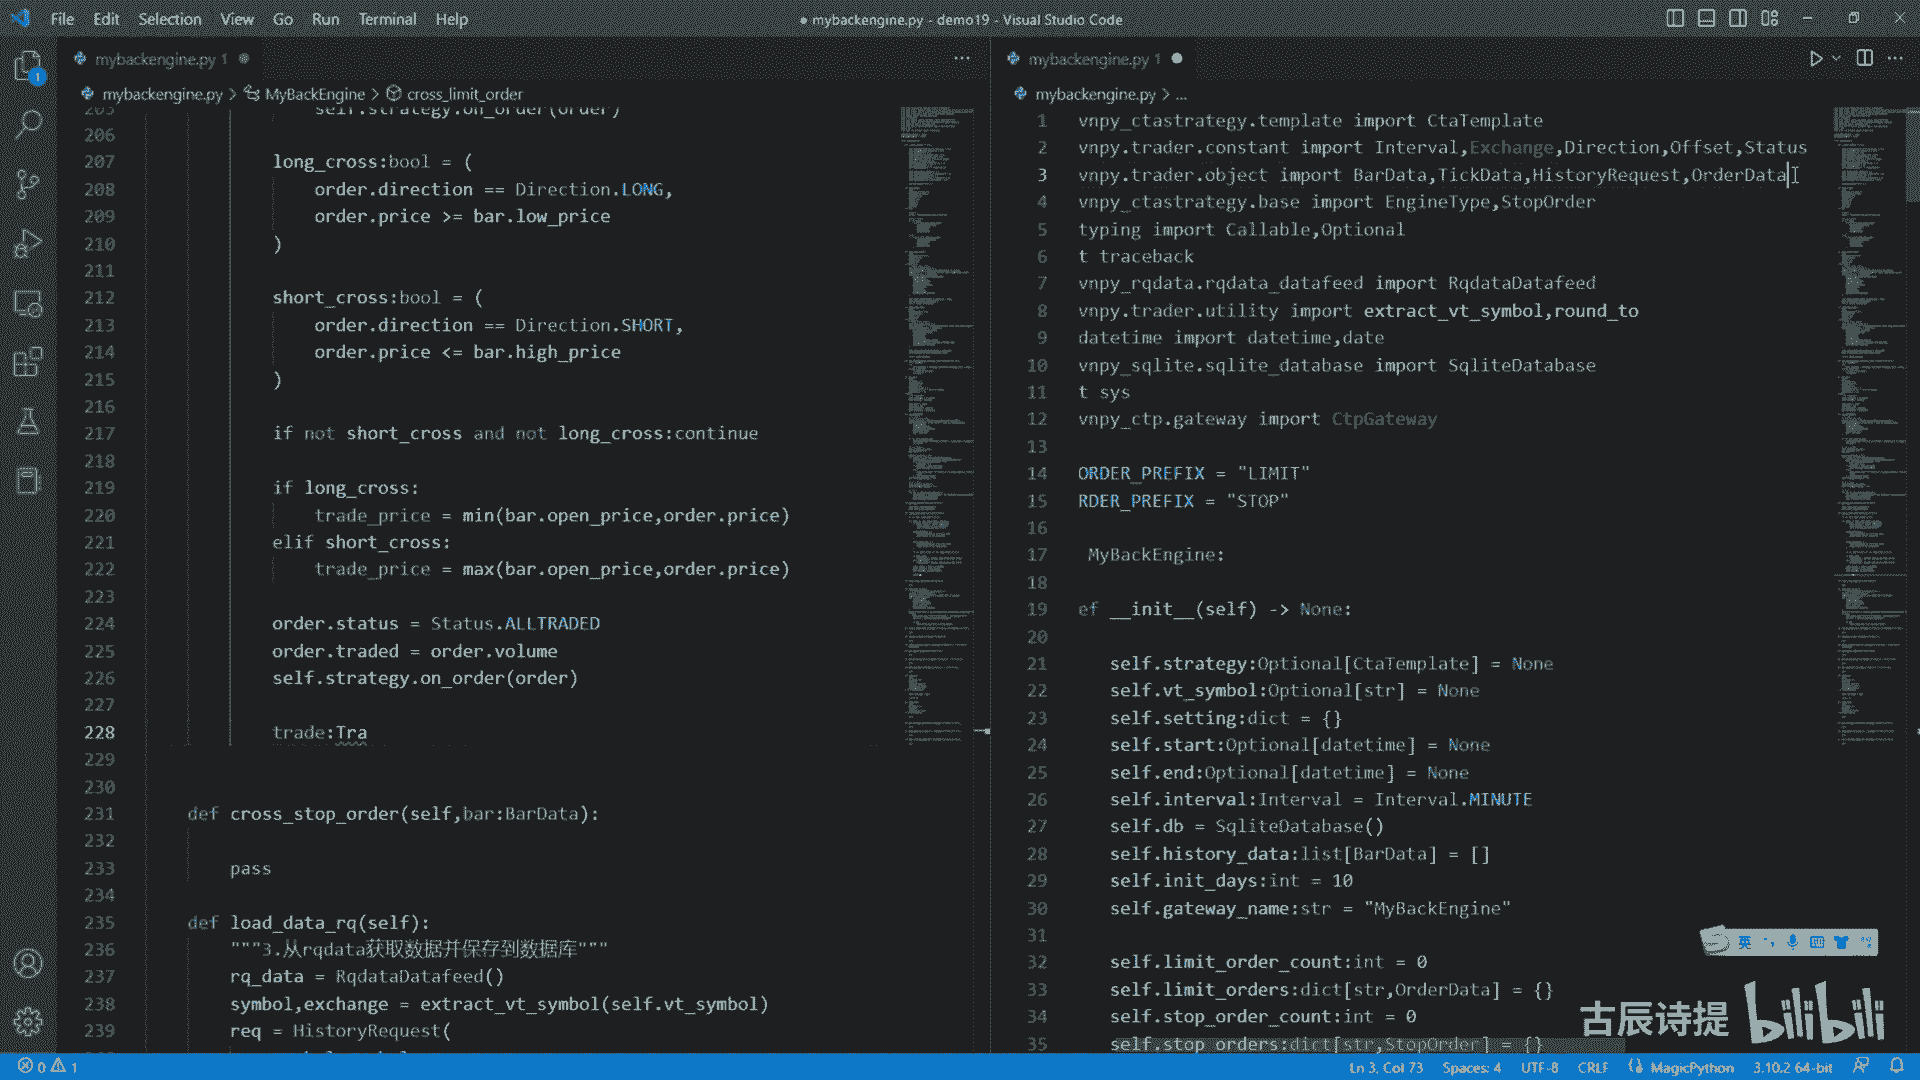 File Edit Selection View Go Run Terminal Help
● mybackengine.py - demo19 - Visual Studio Code
mybackengine.py 1
mybackengine.py > MyBackEngine > cross_limit_order
205 self.strategy.on_order(order)
206
207 long_cross:bool = (
208 order.direction == Direction.LONG,
209 order.price >= bar.low_price
210 )
211
212 short_cross:bool = (
213 order.direction == Direction.SHORT,
214 order.price <= bar.high_price
215 )
216
217 if not short_cross and not long_cross:continue
218
219 if long_cross:
220 trade_price = min(bar.open_price,order.price)
221 elif short_cross:
222 trade_price = max(bar.open_price,order.price)
223
224 order.status = Status.ALLTRADED
225 order.traded = order.volume
226 self.strategy.on_order(order)
227
228 trade:Tra
229
230
231 def cross_stop_order(self,bar:BarData):
232
233 pass
234
235 def load_data_rq(self):
236 """3.从rqdata获取数据并保存到数据库"""
237 rq_data = RqdataDatafeed()
238 symbol,exchange = extract_vt_symbol(self.vt_symbol)
239 req = HistoryRequest(
mybackengine.py 1
mybackengine.py > ...
1 vnpy_ctastrategy.template import CtaTemplate
2 vnpy.trader.constant import Interval,Exchange,Direction,Offset,Status
3 vnpy.trader.object import BarData,TickData,HistoryRequest,OrderData
4 vnpy_ctastrategy.base import EngineType,StopOrder
5 typing import Callable,Optional
6 t traceback
7 vnpy_rqdata.rqdata_datafeed import RqdataDatafeed
8 vnpy.trader.utility import extract_vt_symbol,round_to
9 datetime import datetime,date
10 vnpy_sqlite.sqlite_database import SqliteDatabase
11 t sys
12 vnpy_ctp.gateway import CtpGateway
13
14 ORDER_PREFIX = "LIMIT"
15 RDER_PREFIX = "STOP"
16
17 MyBackEngine:
18
19 ef __init__(self) -> None:
20
21 self.strategy:Optional[CtaTemplate] = None
22 self.vt_symbol:Optional[str] = None
23 self.setting:dict = {}
24 self.start:Optional[datetime] = None
25 self.end:Optional[datetime] = None
26 self.interval:Interval = Interval.MINUTE
27 self.db = SqliteDatabase()
28 self.history_data:list[BarData] = []
29 self.init_days:int = 10
30 self.gateway_name:str = "MyBackEngine"
31
32 self.limit_order_count:int = 0
33 self.limit_orders:dict[str,OrderData] = {}
34 self.stop_order_count:int = 0
35 self.stop_orders:dict[str,StopOrder] = {}
英
古辰诗提 bilibili
0 1
Ln 3, Col 73 Spaces: 4 UTF-8 CRLF MagicPython 3.10.2 64-bit